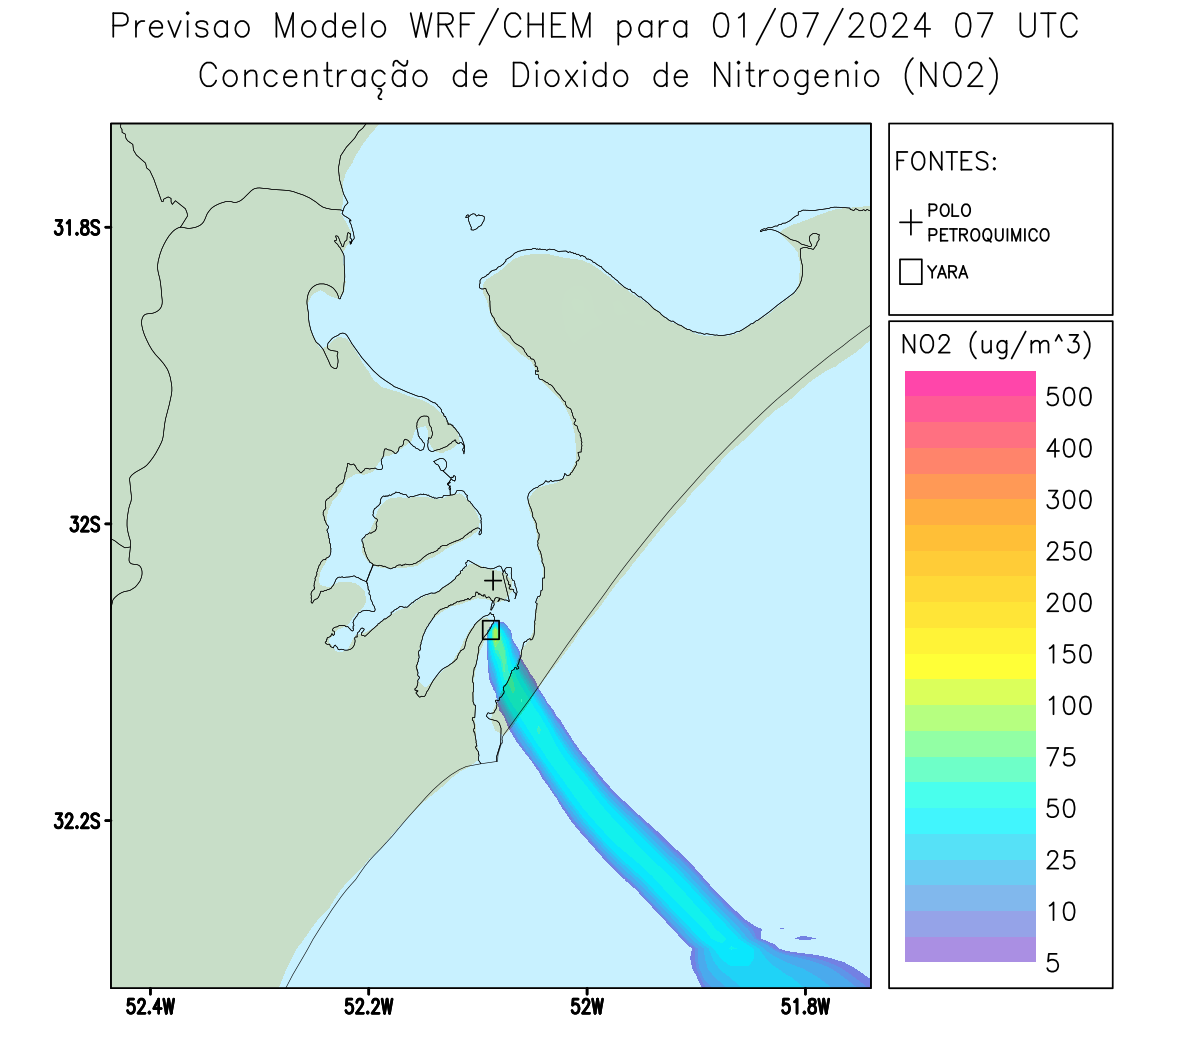 Previsao Modelo WRF/CHEM para 01/07/2024 07 UTC
Concentração de Dioxido de Nitrogenio (NO2)
31.8S
32S
32.2S
52.4W
52.2W
52W
51.8W
FONTES:
POLO
PETROQUIMICO
YARA
NO2 (ug/m^3)
500
400
300
250
200
150
100
75
50
25
10
5